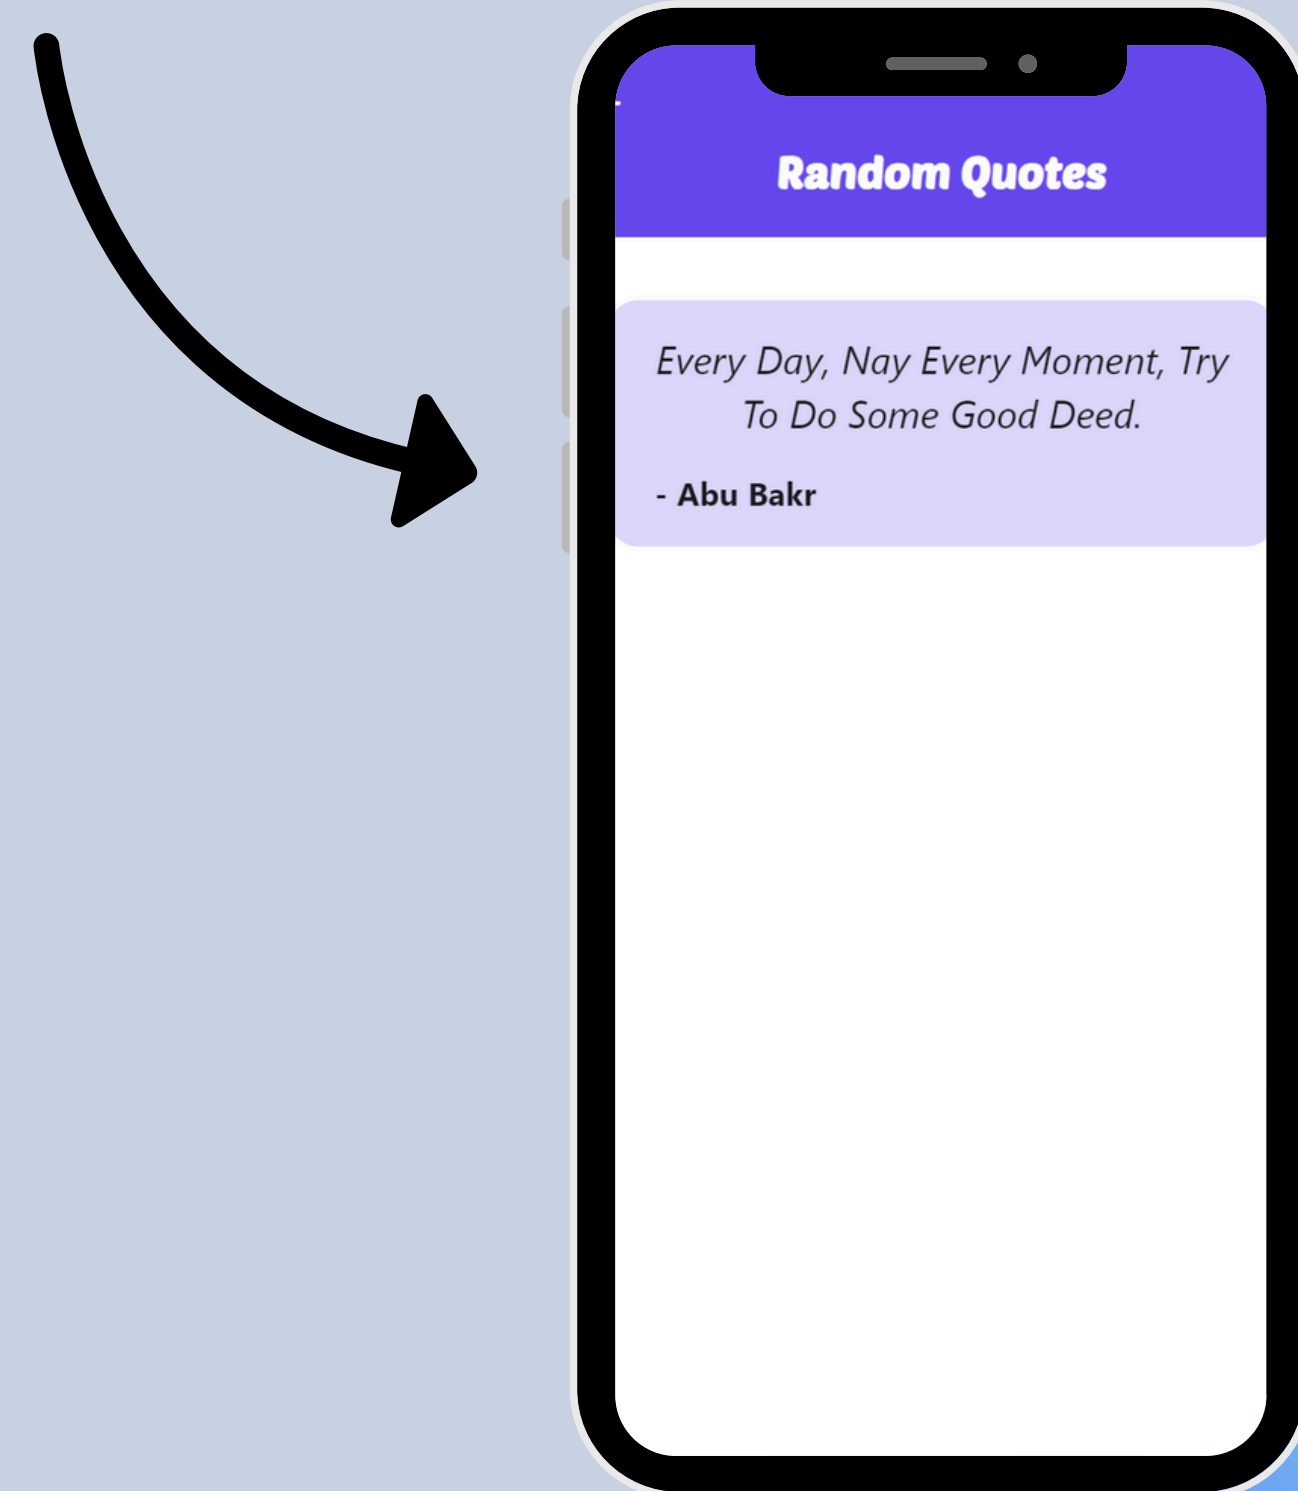 Random Quotes
Every Day, Nay Every Moment, Try
To Do Some Good Deed.
- Abu Bakr